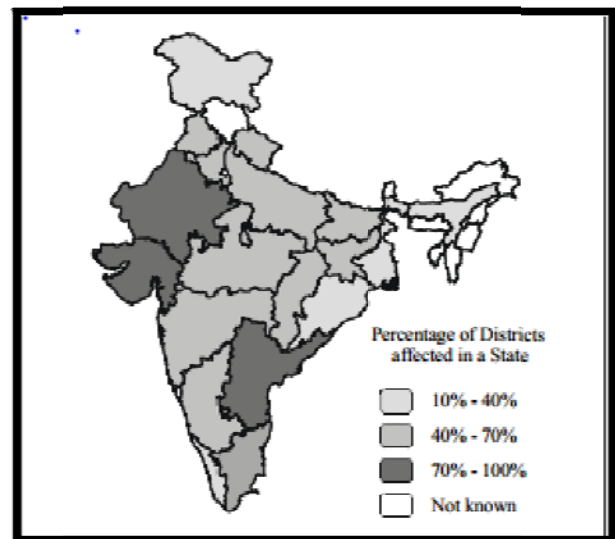 Percentage of Districts
affected in a State
10% - 40%
40% - 70%
70% - 100%
Not known